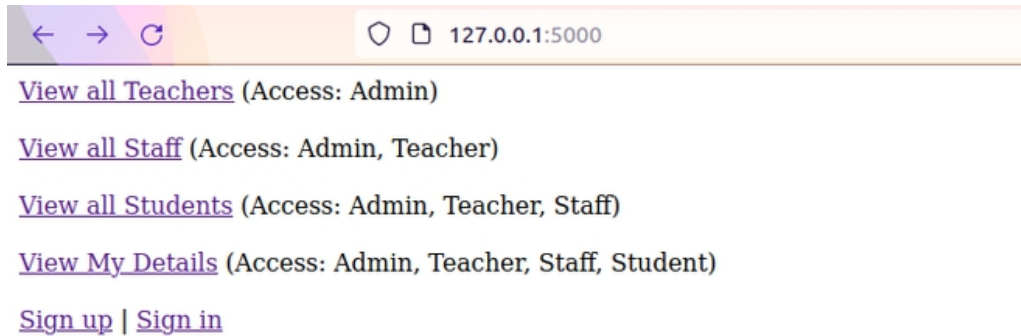 127.0.0.1:5000
View all Teachers (Access: Admin)
View all Staff (Access: Admin, Teacher)
View all Students (Access: Admin, Teacher, Staff)
View My Details (Access: Admin, Teacher, Staff, Student)
Sign up | Sign in